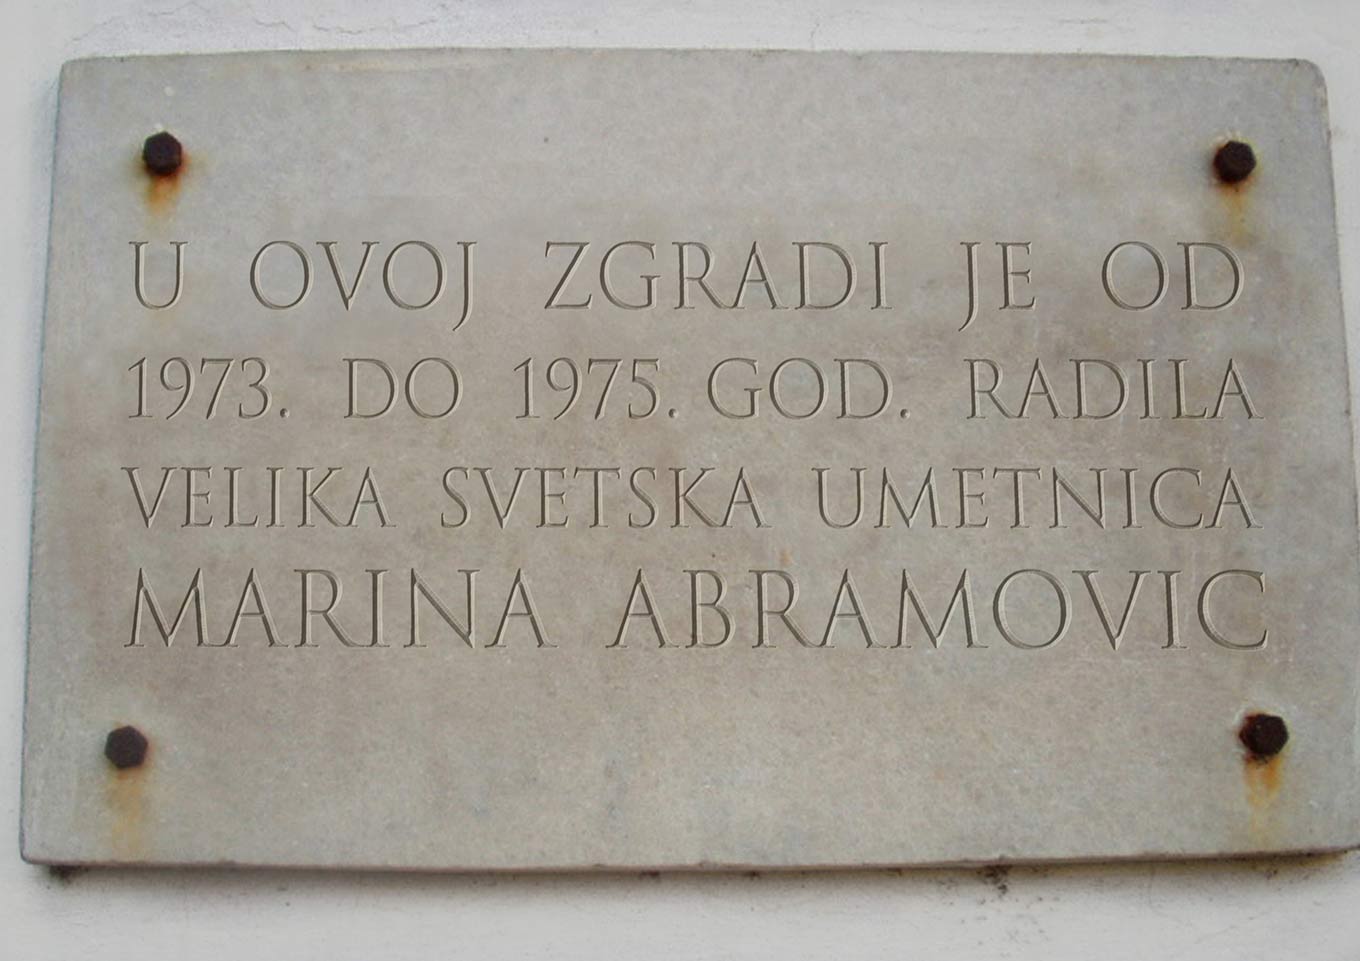 U OVOJ ZGRADI JE OD
1973. DO 1975. GOD. RADILA
VELIKA SVETSKA UMETNICA
MARINA ABRAMOVIC